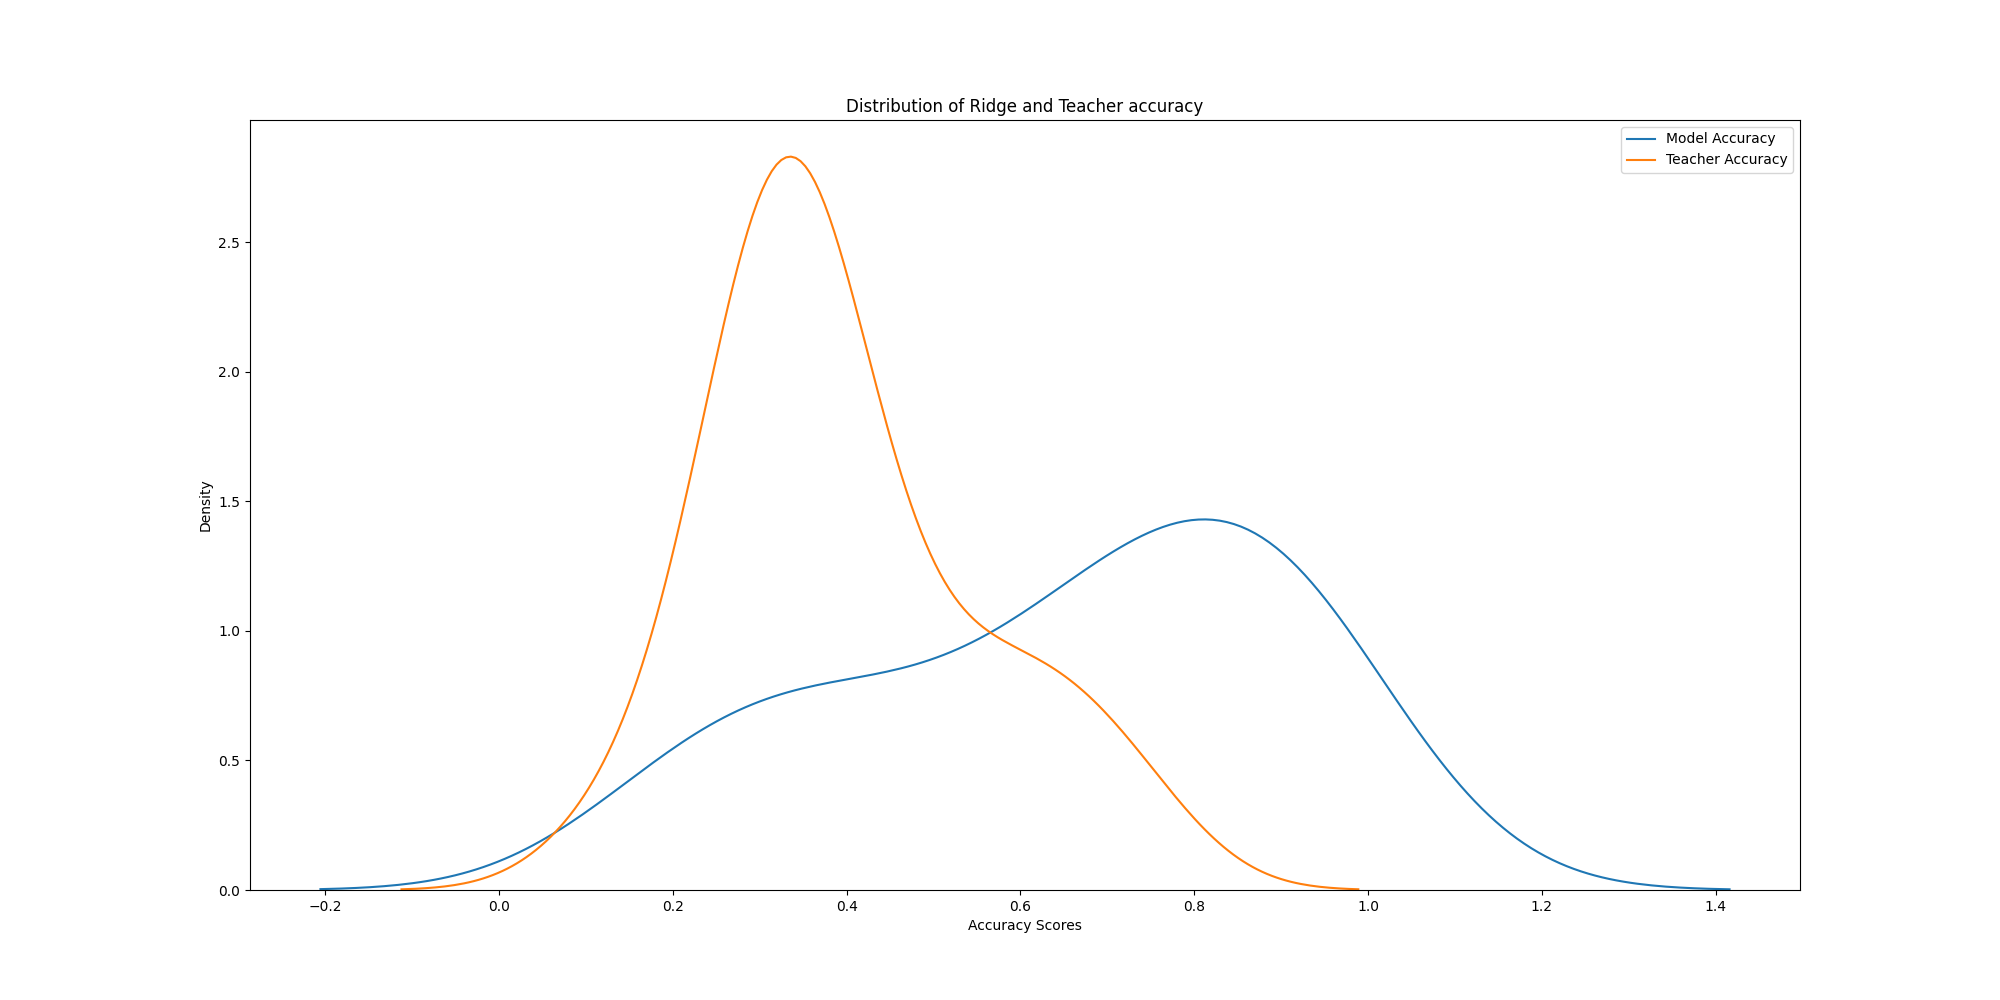 Distribution of Ridge and Teacher accuracy
Model Accuracy
Teacher Accuracy
2.5
2.0
1.5
1.0
0.5
0.0
Density
−0.2 0.0 0.2 0.4 0.6 0.8 1.0 1.2 1.4
Accuracy Scores